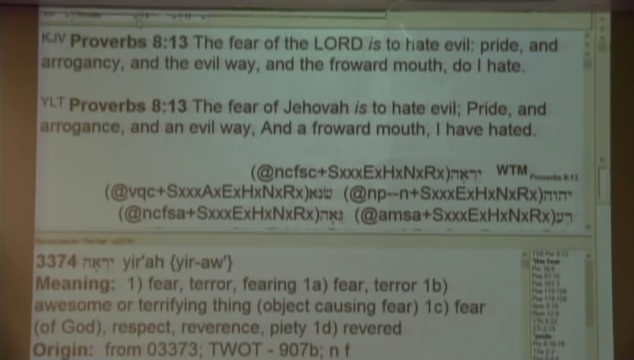 KJV Proverbs 8:13 The fear of the LORD is to hate evil: pride, and
arrogancy, and the evil way, and the froward mouth, do I hate.
YLT Proverbs 8:13 The fear of Jehovah is to hate evil; Pride, and
arrogance, and an evil way, And a froward mouth, I have hated.
WTM Proverbs 8:13 יִרְאַת(@ncfsc+SxxxExHxNxRx)
יהוה(@np--n+SxxxExHxNxRx) שׂנא(@vqc+SxxxAxExHxNxRx)
רע(@amsa+SxxxExHxNxRx) גאה(@ncfsa+SxxxExHxNxRx)
3374 יִרְאָה yir'ah {yir-aw'}
Meaning: 1) fear, terror, fearing 1a) fear, terror 1b)
awesome or terrifying thing (object causing fear) 1c) fear
(of God), respect, reverence, piety 1d) revered
Origin: from 03373; TWOT - 907b; n f